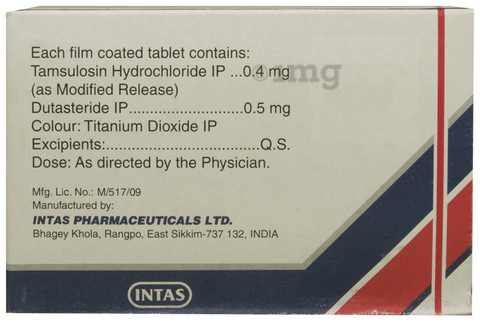 Each film coated tablet contains:
Tamsulosin Hydrochloride IP ...0.4 mg
(as Modified Release)
Dutasteride IP..........................0.5 mg
Colour: Titanium Dioxide IP
Excipients:....................................Q.S.
Dose: As directed by the Physician.
Mfg. Lic. No.: M/517/09
Manufactured by:
INTAS PHARMACEUTICALS LTD.
Bhagey Khola, Rangpo, East Sikkim-737 132, INDIA
INTAS
1mg